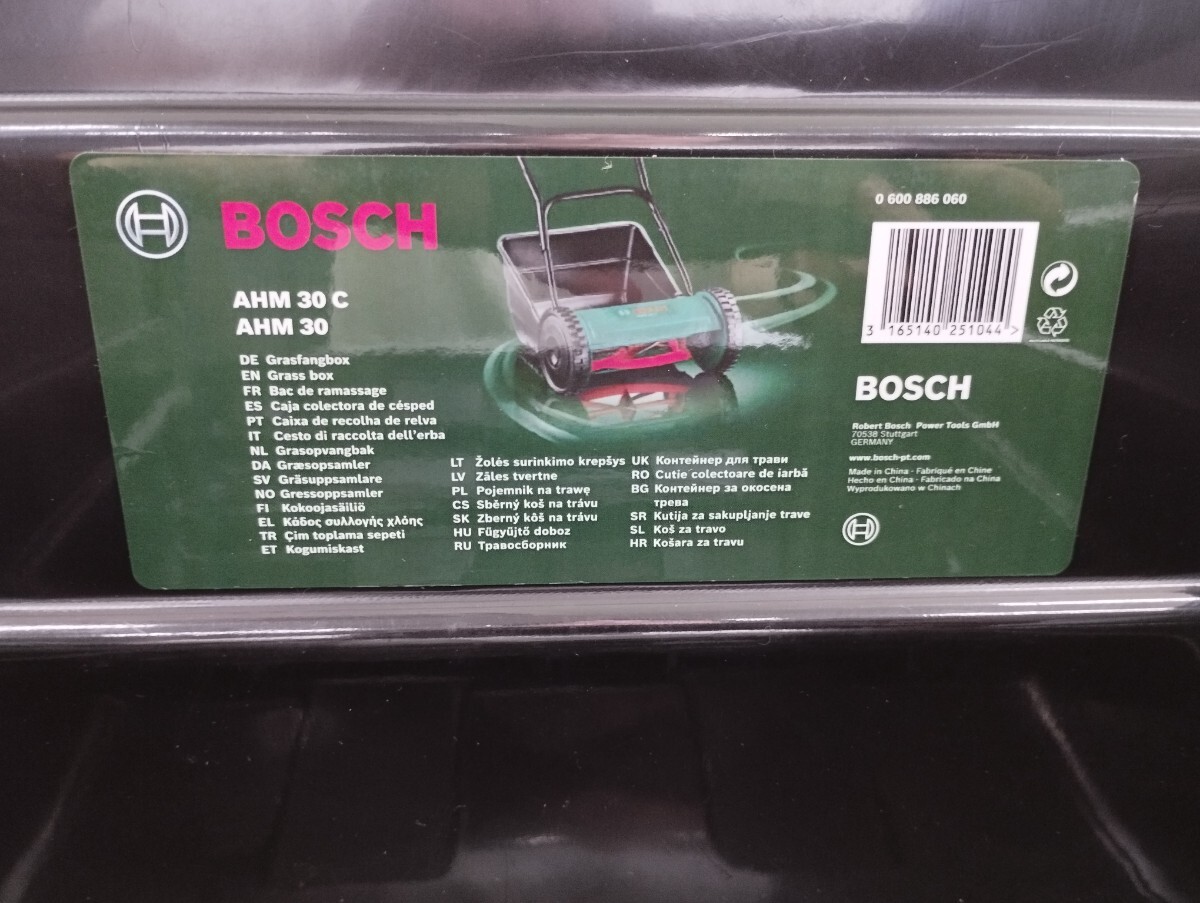 BOSCH
AHM 30 C
AHM 30
DE Grasfangbox
EN Grass box
FR Bac de ramassage
ES Caja colectora de césped
PT Caixa de recolha de relva
IT Cesto di raccolta dell'erba
NL Grasopvangbak
DA Græsopsamler
SV Gräsuppsamlare
NO Gressoppsamler
FI Kokoojasäiliö
EL Κάδος συλλογής χλόης
TR Çim toplama sepeti
ET Kogumiskast
LT Žolės surinkimo krepšys
LV Zāles tvertne
PL Pojemnik na trawę
CS Sběrný koš na trávu
SK Zberný kôš na trávu
HU Fűgyűjtő doboz
RU Травосборник
UK Контейнер для трави
RO Cutie colectoare de iarbă
BG Контейнер за окосена
трева
SR Kutija za sakupljanje trave
SL Koš za travo
HR Košara za travu
0 600 886 060
3 165140 251044 >
BOSCH
Robert Bosch Power Tools GmbH
70538 Stuttgart
GERMANY
www.bosch-pt.com
Made in China · Fabriqué en Chine
Hecho en China · Fabricado na China
Wyprodukowano w Chinach